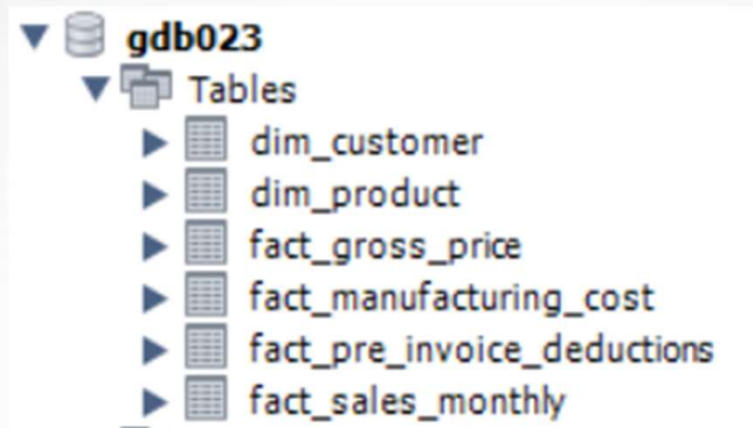 gdb023
Tables
dim_customer
dim_product
fact_gross_price
fact_manufacturing_cost
fact_pre_invoice_deductions
fact_sales_monthly